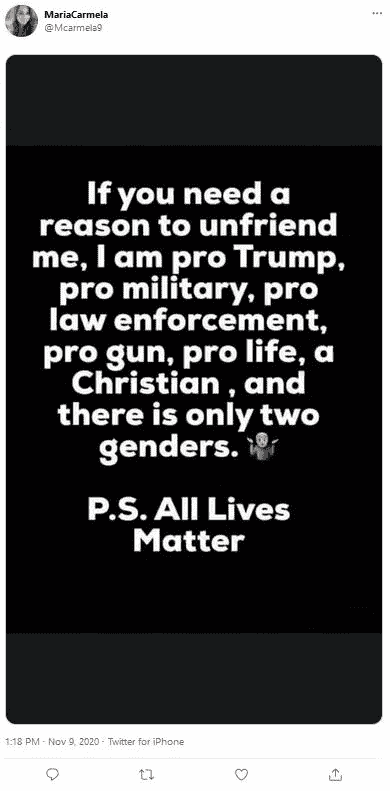 MariaCarmela
@Mcarmela9
If you need a
reason to unfriend
me, I am pro Trump,
pro military, pro
law enforcement,
pro gun, pro life, a
Christian , and
there is only two
genders. 🤷
P.S. All Lives
Matter
1:18 PM · Nov 9, 2020 · Twitter for iPhone